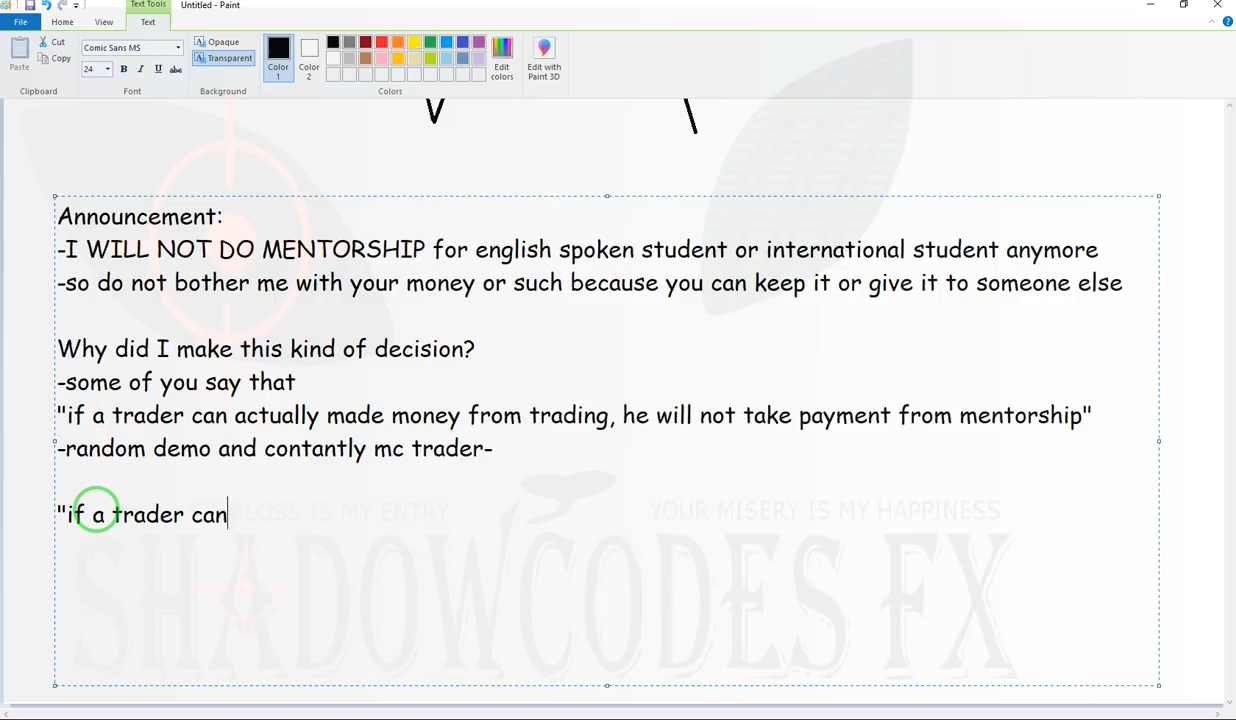 Text Tools
Untitled - Paint
File
Home
View
Text
Paste
Cut
Copy
Clipboard
Comic Sans MS
24
B
I
U
abc
Font
Opaque
Transparent
Background
Color 1
Color 2
Edit colors
Edit with Paint 3D
Colors
Announcement:
-I WILL NOT DO MENTORSHIP for english spoken student or international student anymore
-so do not bother me with your money or such because you can keep it or give it to someone else
Why did I make this kind of decision?
-some of you say that
"if a trader can actually made money from trading, he will not take payment from mentorship"
-random demo and contantly mc trader-
"if a trader can
IS MY ENTRY
YOUR MISERY IS MY HAPPINESS
SHADOWCODES FX